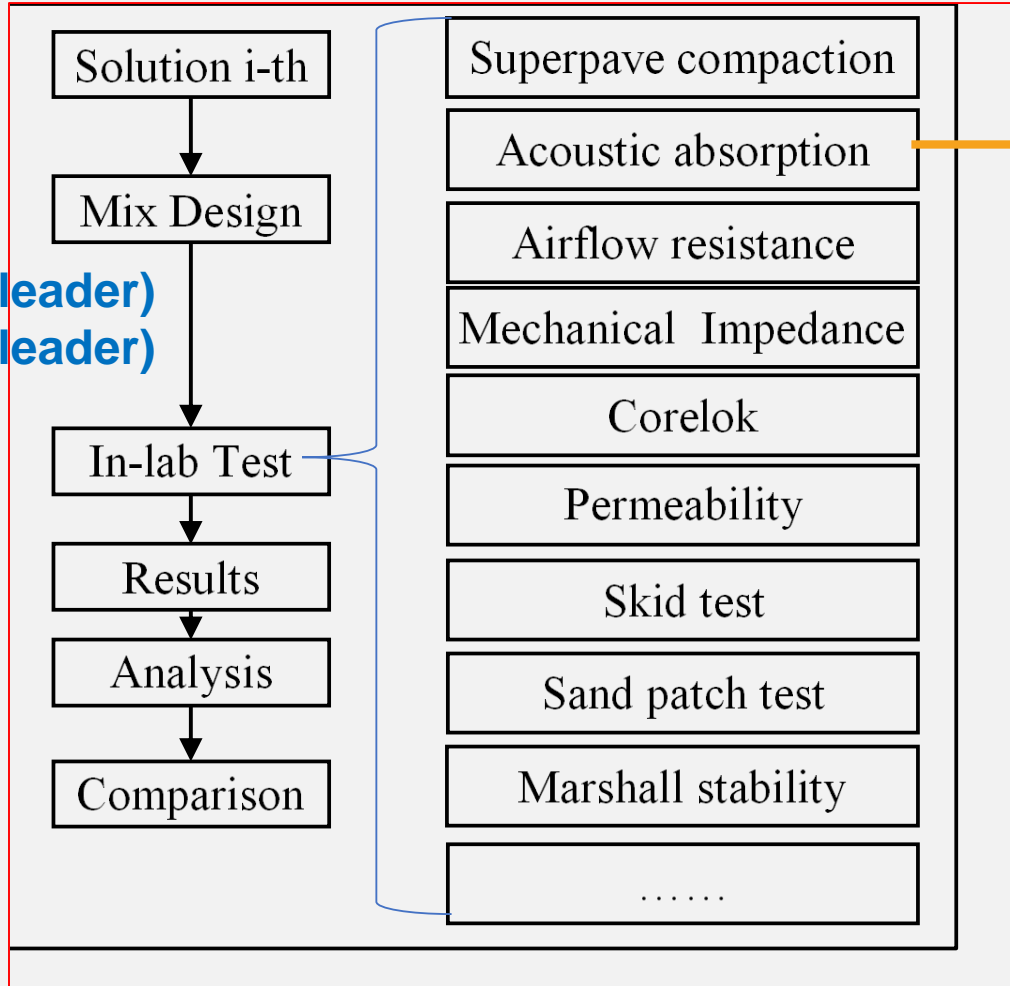 Solution i-th
Mix Design
leader)
leader)
In-lab Test
Results
Analysis
Comparison
Superpave compaction
Acoustic absorption
Airflow resistance
Mechanical Impedance
Corelok
Permeability
Skid test
Sand patch test
Marshall stability
......